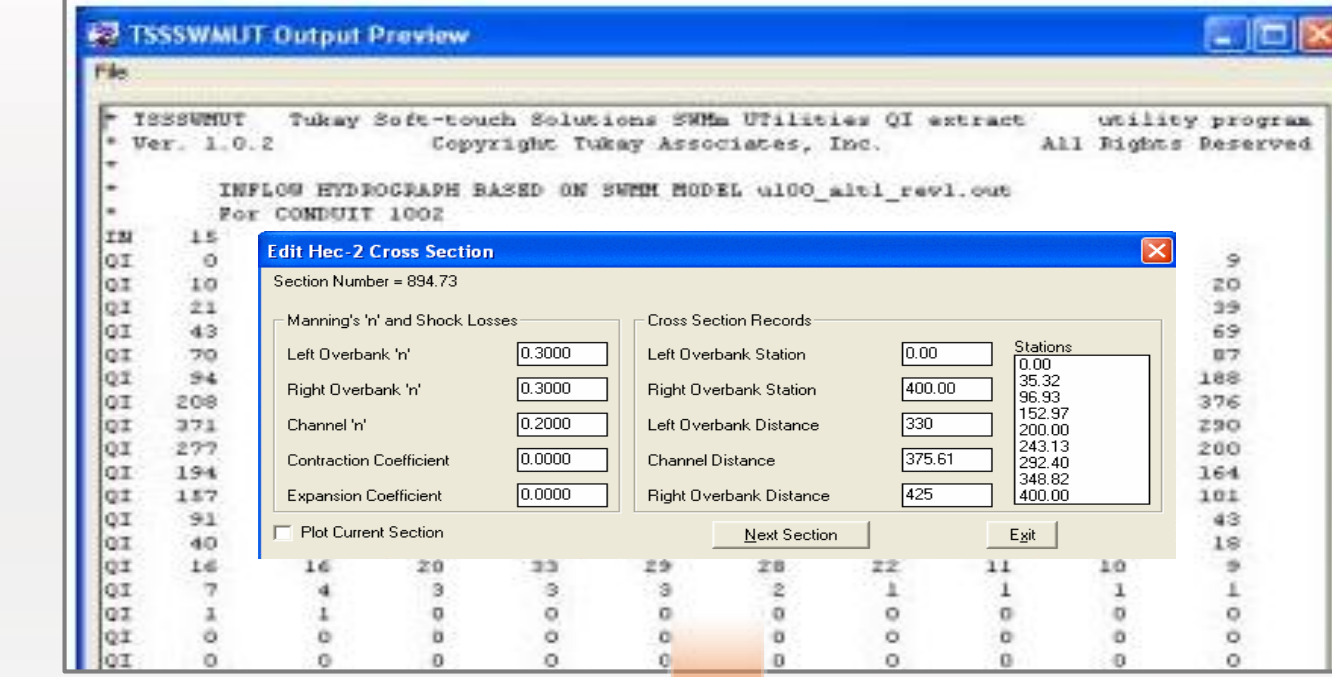 TSSSWMUT Output Preview
File
* TSSSWMUT Tukay Soft-touch Solutions SWMm UTilities QI extract utility program
* Ver. 1.0.2 Copyright Tukay Associates, Inc. All Rights Reserved
*
* INFLOW HYDROGRAPH BASED ON SWMM MODEL u100_alt1_rev1.out
* For CONDUIT 1002
IN 15
QI 0 9
QI 10 20
QI 21 39
QI 43 69
QI 70 87
QI 94 188
QI 208 376
QI 371 290
QI 277 200
QI 194 164
QI 157 101
QI 91 43
QI 40 18
QI 16 16 20 33 29 28 22 11 10 9
QI 7 4 3 3 3 2 1 1 1 1
QI 1 1 0 0 0 0 0 0 0 0
QI 0 0 0 0 0 0 0 0 0 0
QI 0 0 0 0 0 0 0 0 0 0
Edit Hec-2 Cross Section
Section Number = 894.73
Manning's 'n' and Shock Losses
Left Overbank 'n' 0.3000
Right Overbank 'n' 0.3000
Channel 'n' 0.2000
Contraction Coefficient 0.0000
Expansion Coefficient 0.0000
Plot Current Section
Cross Section Records
Left Overbank Station 0.00
Right Overbank Station 400.00
Left Overbank Distance 330
Channel Distance 375.61
Right Overbank Distance 425
Stations
0.00
35.32
96.93
152.97
200.00
243.13
292.40
348.82
400.00
Next Section
Exit